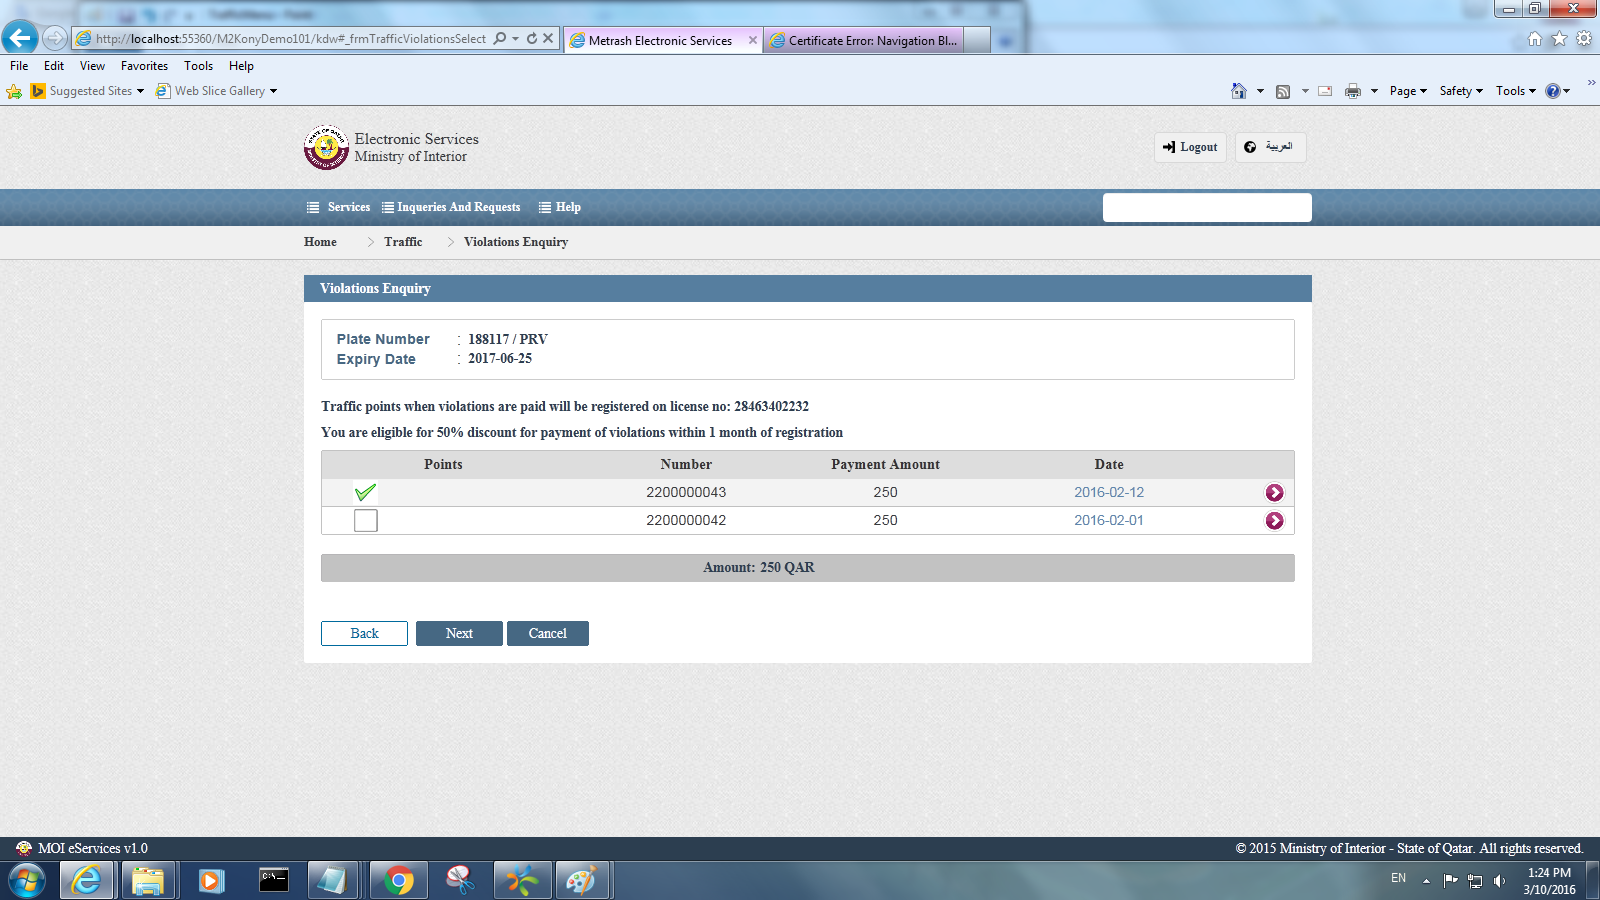 http://localhost:55360/M2KonyDemo101/kdw#_frmTrafficViolationsSelect
Metrash Electronic Services
Certificate Error: Navigation Bl...
File Edit View Favorites Tools Help
Suggested Sites Web Slice Gallery
Page Safety Tools
Electronic Services
Ministry of Interior
Logout
العربية
Services Inqueries And Requests Help
Home Traffic Violations Enquiry
Violations Enquiry
Plate Number : 188117 / PRV
Expiry Date : 2017-06-25
Traffic points when violations are paid will be registered on license no: 28463402232
You are eligible for 50% discount for payment of violations within 1 month of registration
Points Number Payment Amount Date
2200000043 250 2016-02-12
2200000042 250 2016-02-01
Amount: 250 QAR
Back Next Cancel
MOI eServices v1.0
© 2015 Ministry of Interior - State of Qatar. All rights reserved.
EN
1:24 PM
3/10/2016